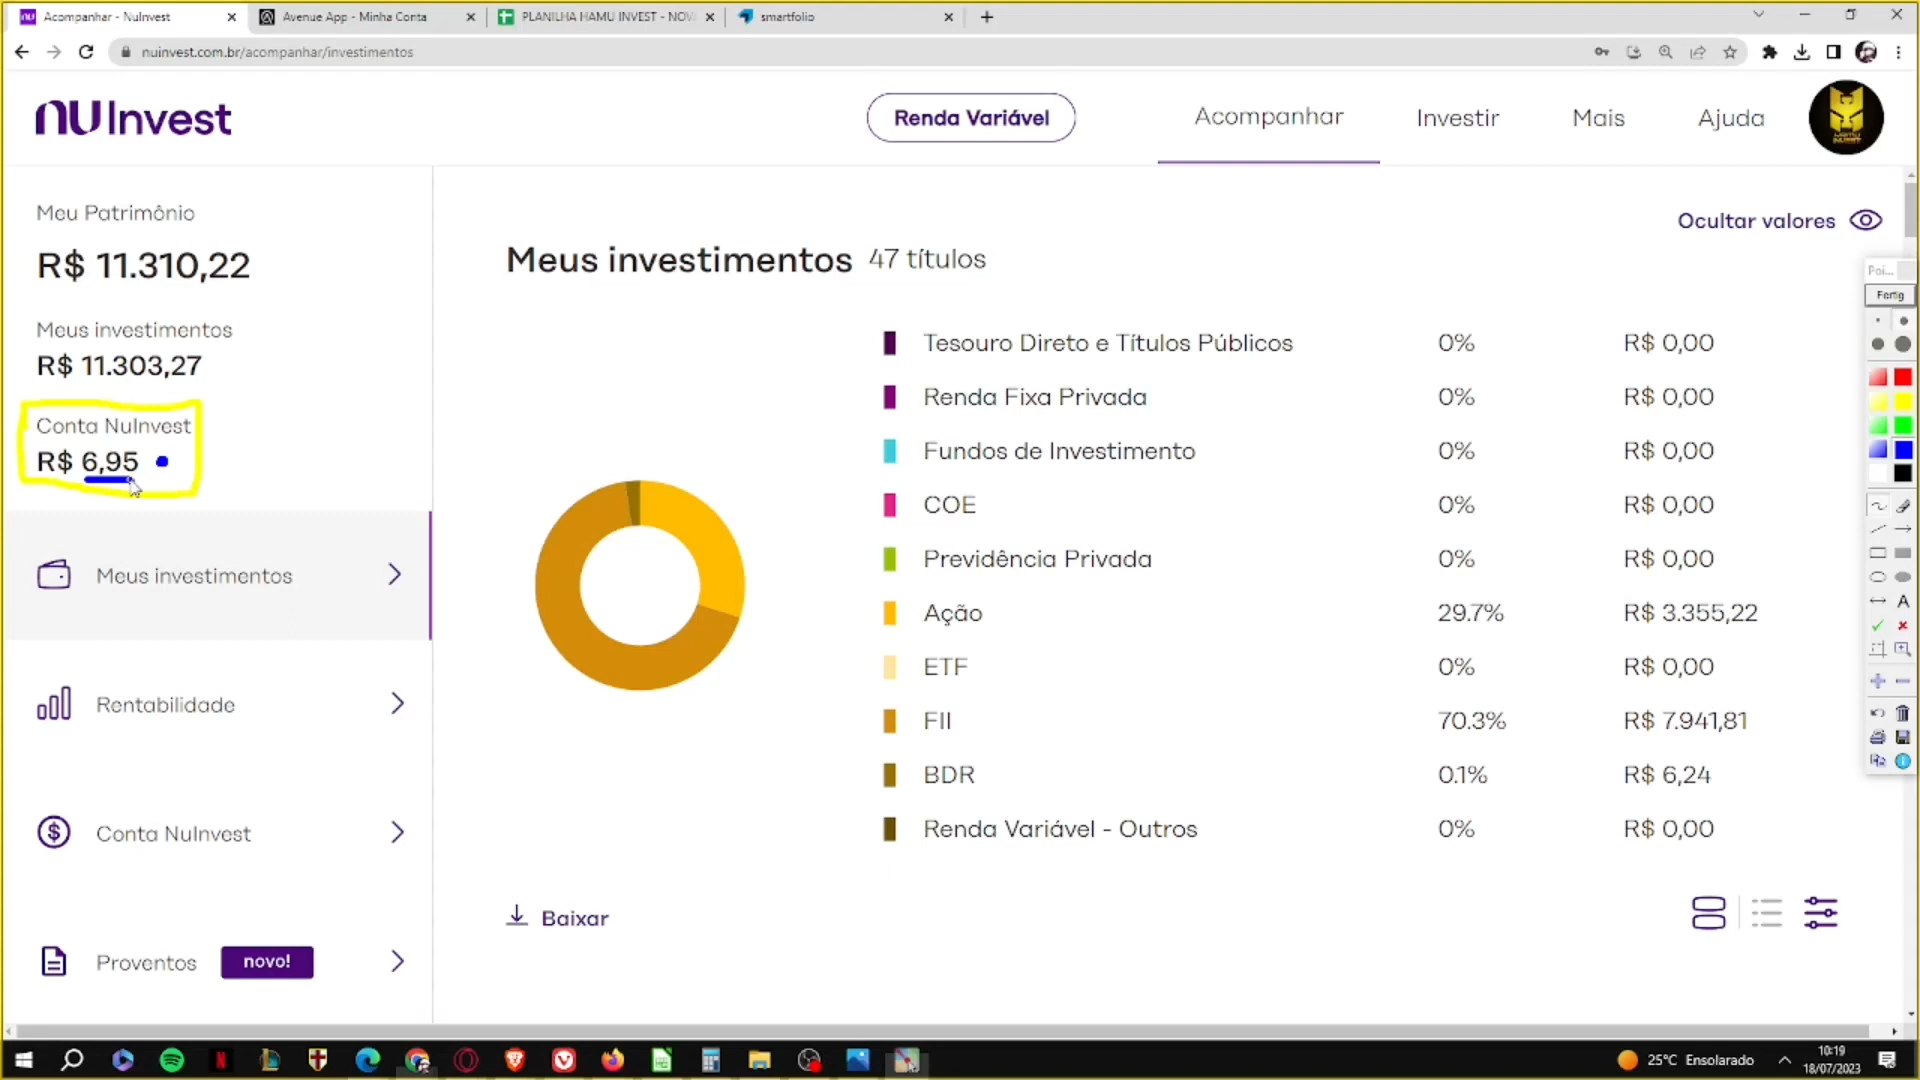 Acompanhar - NuInvest
Avenue App - Minha Conta
PLANILHA HAMU INVEST - NOV
smartfolio
nuinvest.com.br/acompanhar/investimentos
nuInvest
Renda Variável
Acompanhar
Investir
Mais
Ajuda
Meu Patrimônio
R$ 11.310,22
Meus investimentos
R$ 11.303,27
Conta NuInvest
R$ 6,95
Meus investimentos
Rentabilidade
Conta NuInvest
Proventos novo!
Ocultar valores
Meus investimentos 47 títulos
Tesouro Direto e Títulos Públicos 0% R$ 0,00
Renda Fixa Privada 0% R$ 0,00
Fundos de Investimento 0% R$ 0,00
COE 0% R$ 0,00
Previdência Privada 0% R$ 0,00
Ação 29.7% R$ 3.355,22
ETF 0% R$ 0,00
FII 70.3% R$ 7.941,81
BDR 0.1% R$ 6,24
Renda Variável - Outros 0% R$ 0,00
Baixar
Poi...
Fertig
A
25°C Ensolarado
10:19
18/07/2023